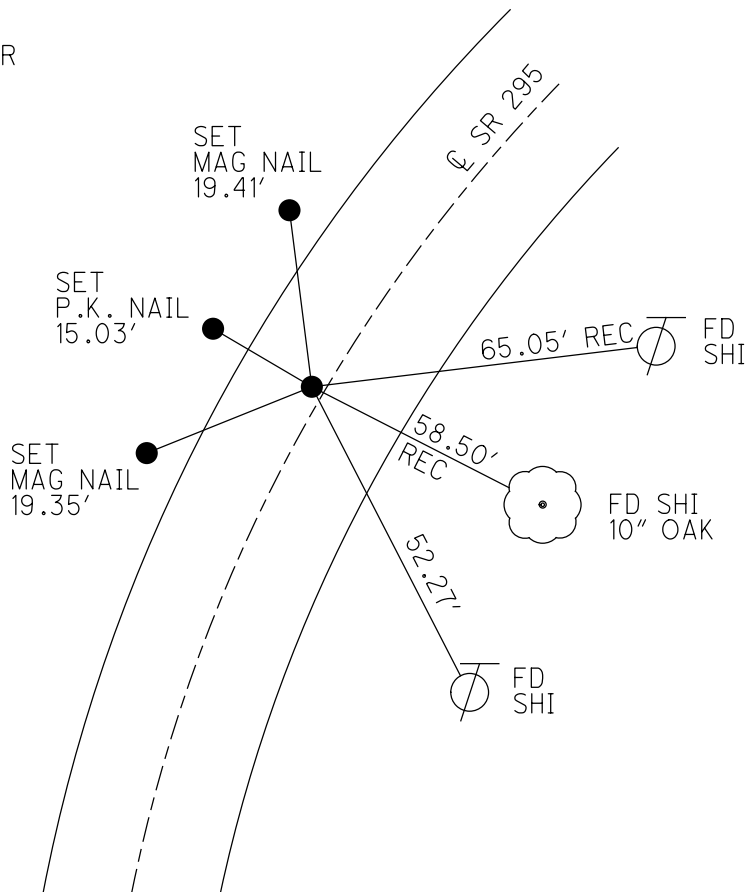 R
℄ SR 295
SET
MAG NAIL
19.41'
SET
P.K. NAIL
15.03'
65.05' REC
FD
SHI
58.50'
REC
SET
MAG NAIL
19.35'
FD SHI
10" OAK
52.27'
FD
SHI